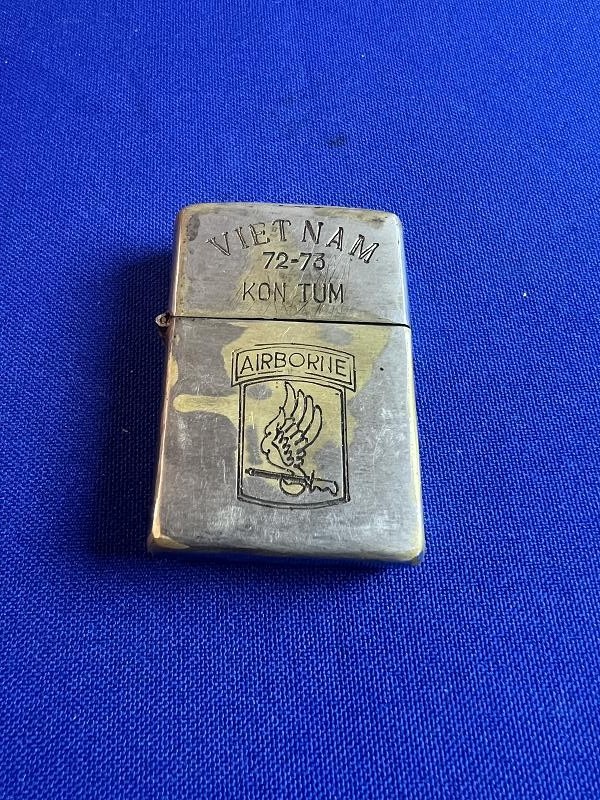 VIETNAM
72-73
KON TUM
AIRBORNE